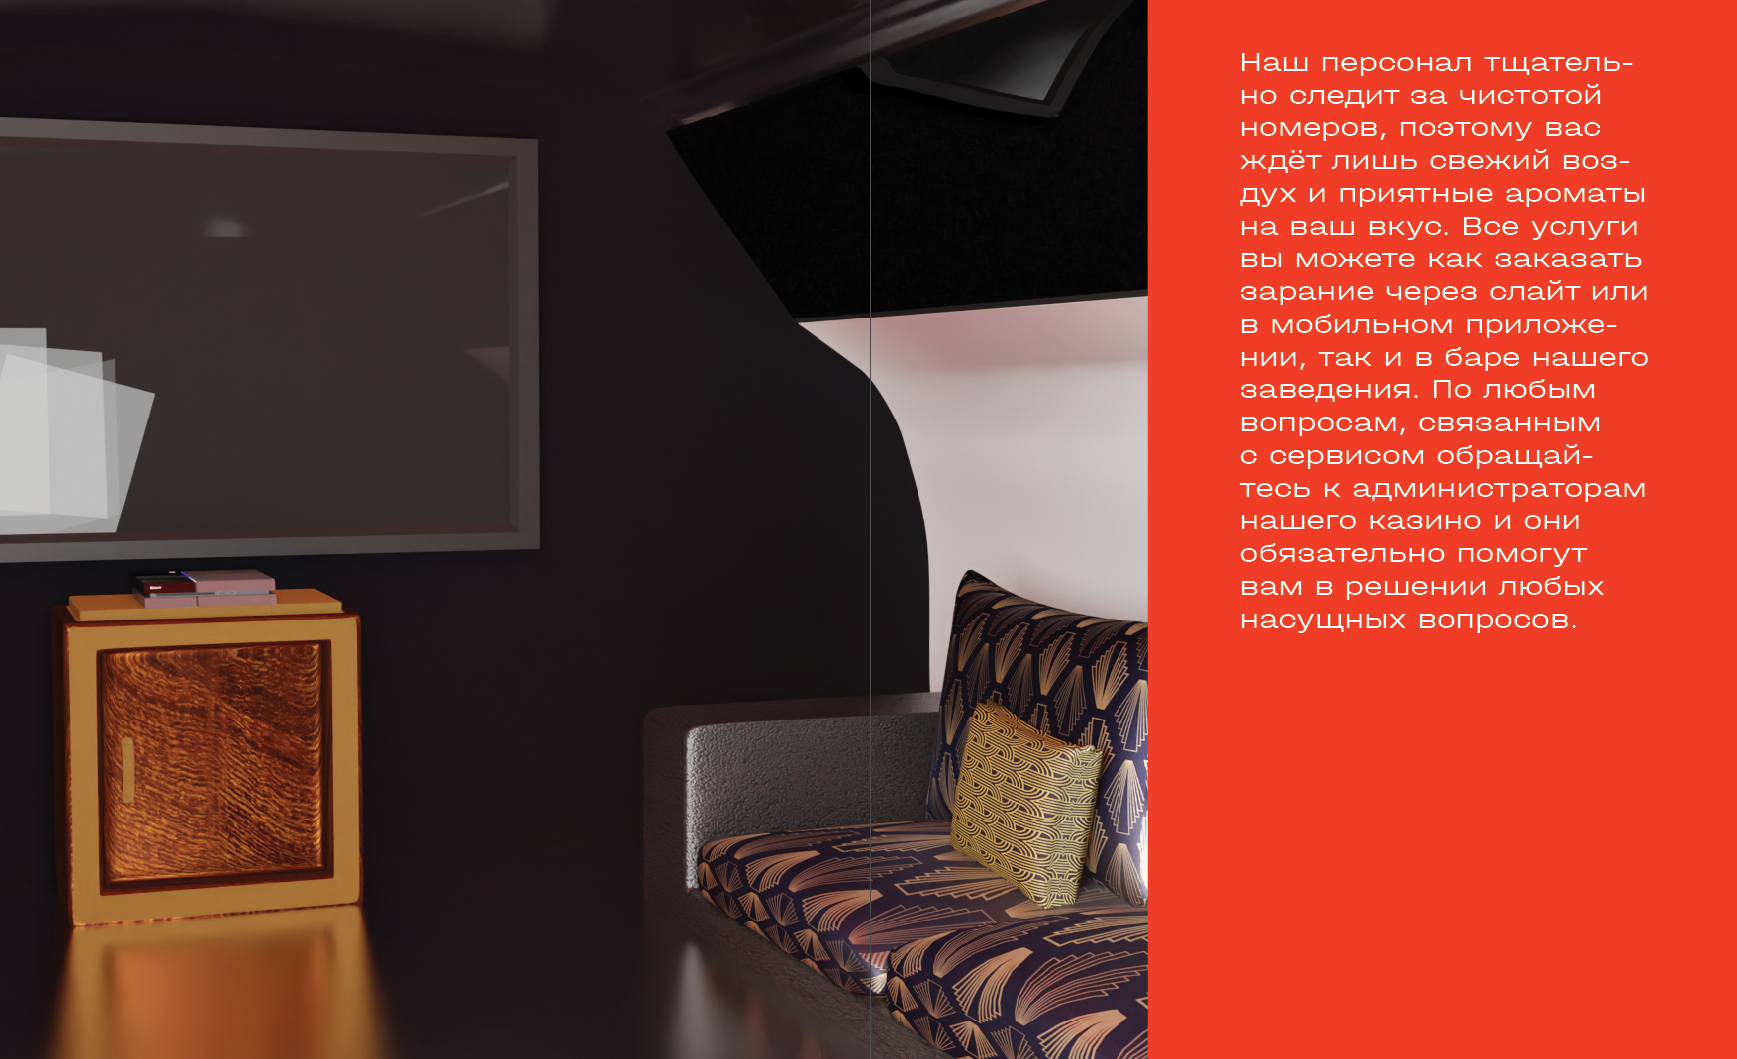 Наш персонал тщатель-
но следит за чистотой
номеров, поэтому вас
ждёт лишь свежий воз-
дух и приятные ароматы
на ваш вкус. Все услуги
вы можете как заказать
зарание через слайт или
в мобильном приложе-
нии, так и в баре нашего
заведения. По любым
вопросам, связанным
с сервисом обращай-
тесь к администраторам
нашего казино и они
обязательно помогут
вам в решении любых
насущных вопросов.